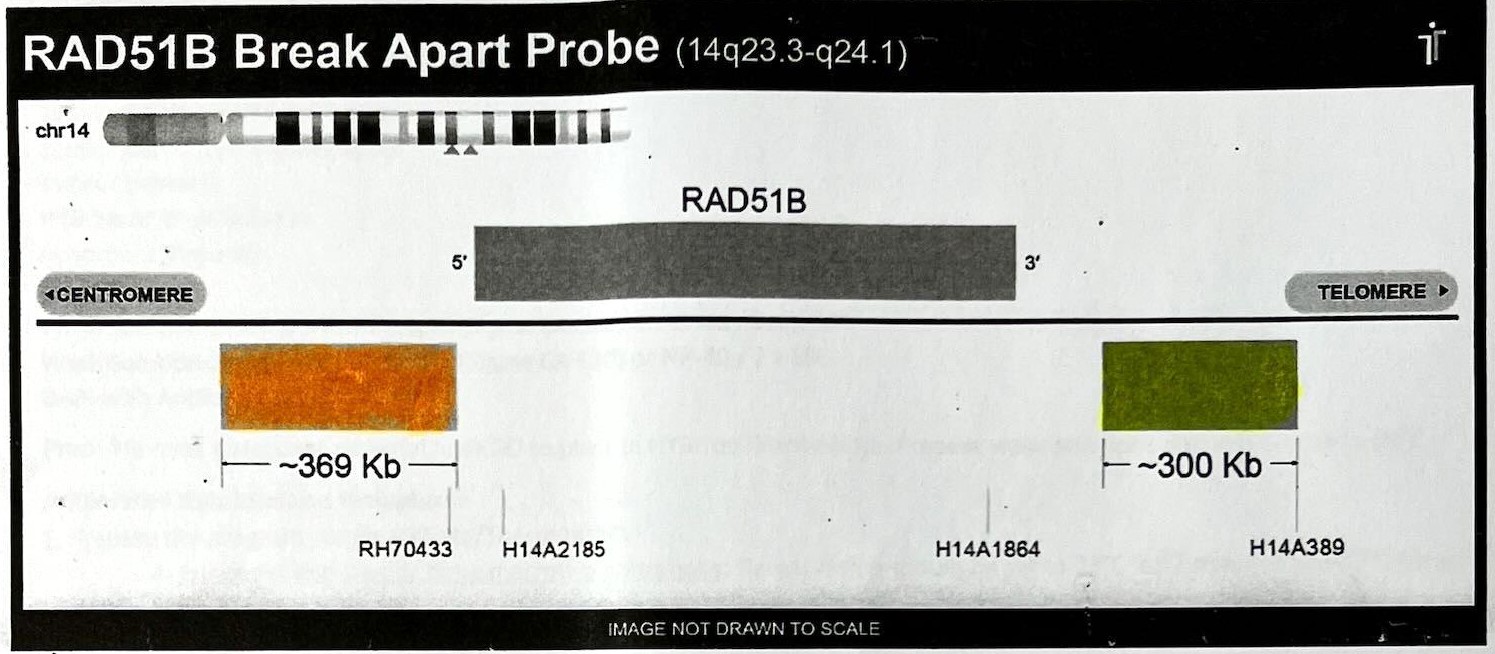 RAD51B Break Apart Probe (14q23.3-q24.1)
chr14
RAD51B
5' 3'
◄CENTROMERE TELOMERE ►
~369 Kb ~300 Kb
RH70433 H14A2185 H14A1864 H14A389
IMAGE NOT DRAWN TO SCALE